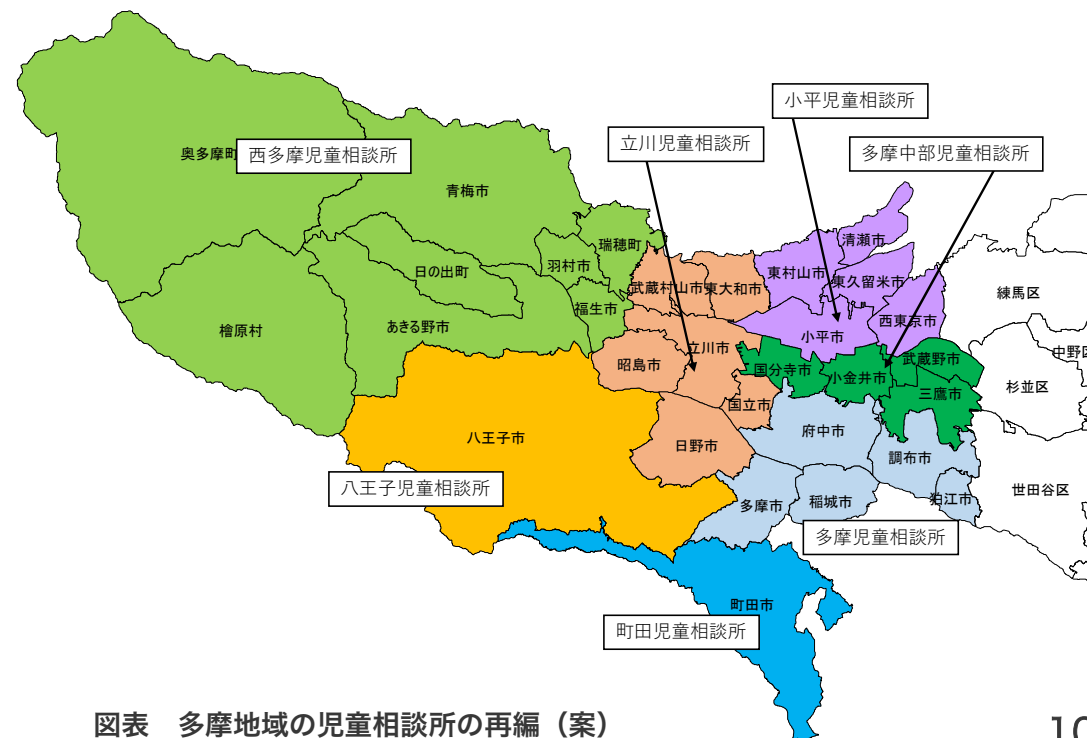 小平児童相談所
立川児童相談所
多摩中部児童相談所
奥多摩町
西多摩児童相談所
青梅市
瑞穂町
清瀬市
羽村市
日の出町
東村山市
東久留米市
武蔵村山市
東大和市
練馬区
福生市
あきる野市
檜原村
西東京市
小平市
立川市
中野区
武蔵野市
昭島市
国分寺市
小金井市
杉並区
三鷹市
国立市
府中市
八王子市
日野市
調布市
八王子児童相談所
世田谷区
多摩市
稲城市
狛江市
多摩児童相談所
町田市
町田児童相談所
図表 多摩地域の児童相談所の再編（案）
10